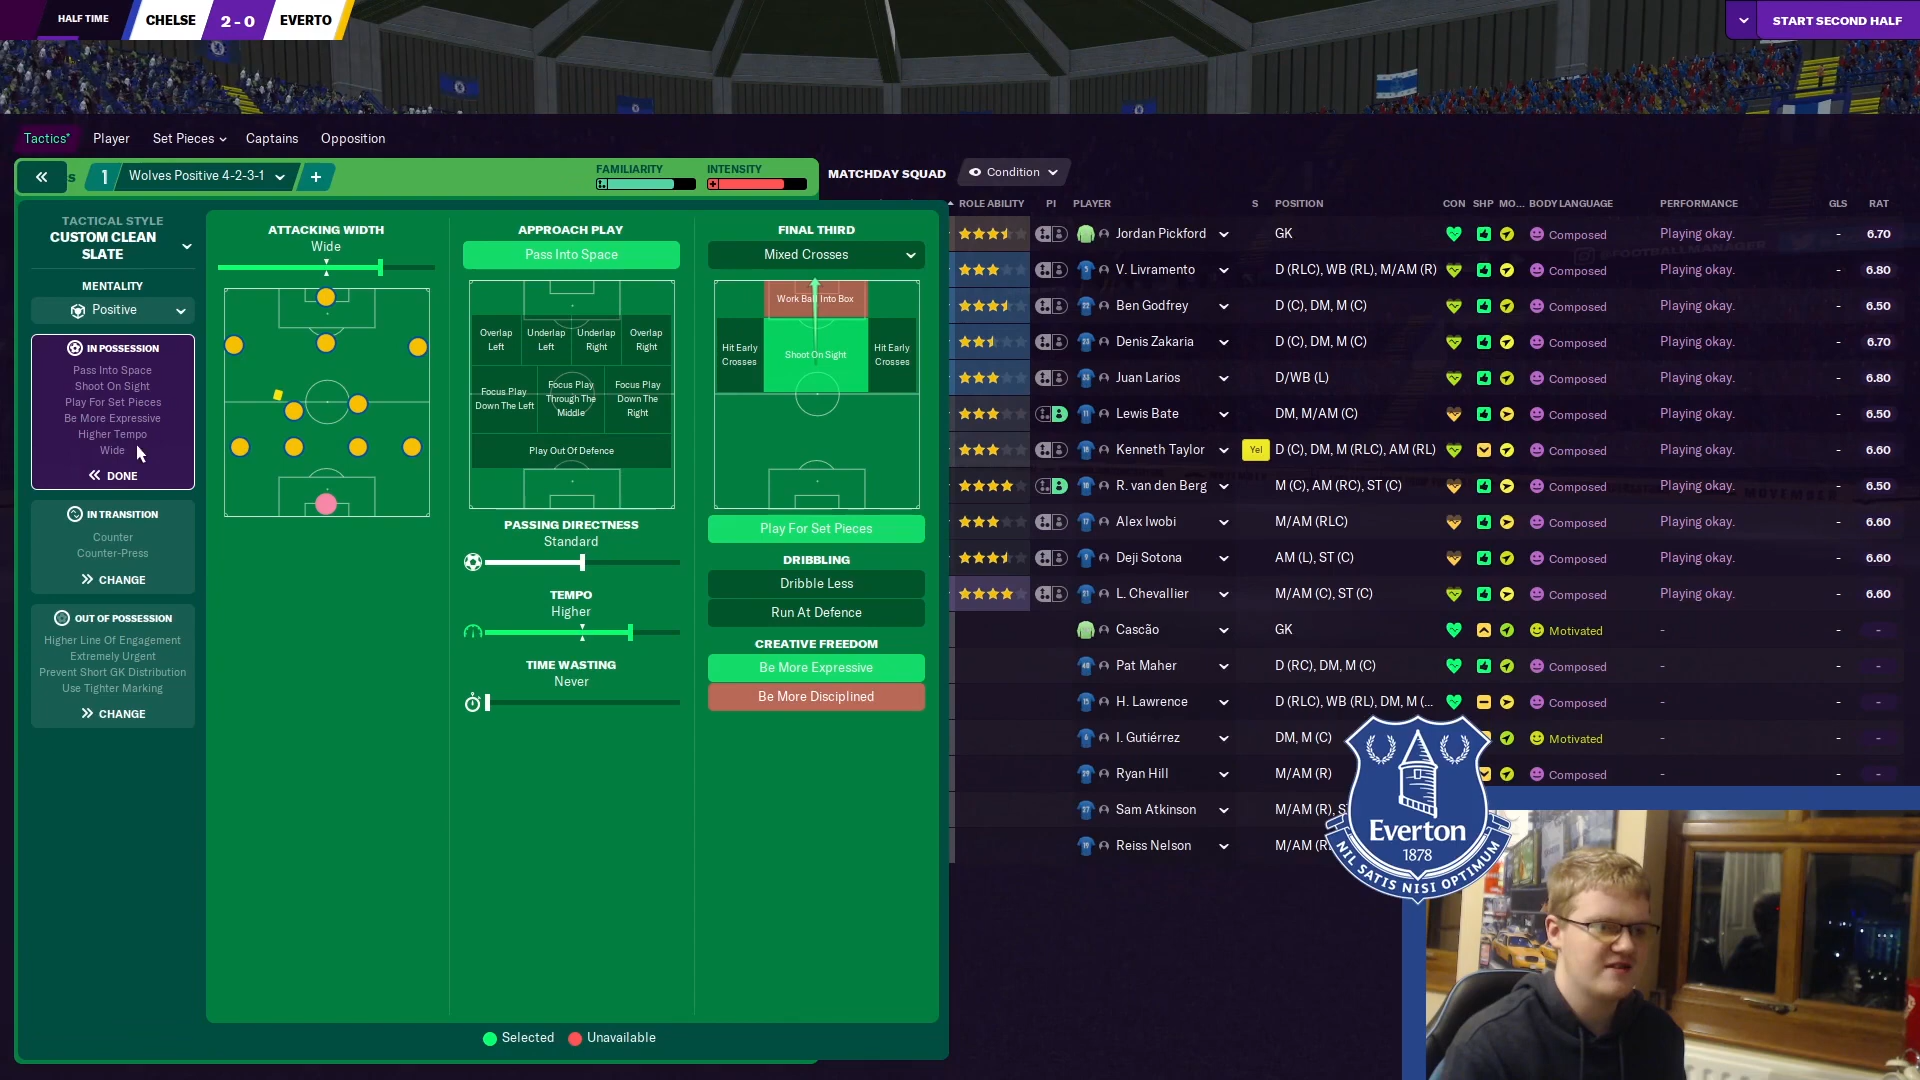 HALF TIME
CHELSE
2 - 0
EVERTO
START SECOND HALF
Tactics*
Player
Set Pieces
Captains
Opposition
S
1
Wolves Positive 4-2-3-1
+
FAMILIARITY
INTENSITY
MATCHDAY SQUAD
Condition
TACTICAL STYLE
CUSTOM CLEAN
SLATE
MENTALITY
Positive
IN POSSESSION
Pass Into Space
Shoot On Sight
Play For Set Pieces
Be More Expressive
Higher Tempo
Wide
DONE
IN TRANSITION
Counter
Counter-Press
CHANGE
OUT OF POSSESSION
Higher Line Of Engagement
Extremely Urgent
Prevent Short GK Distribution
Use Tighter Marking
CHANGE
ATTACKING WIDTH
Wide
APPROACH PLAY
Pass Into Space
Overlap Left
Underlap Left
Underlap Right
Overlap Right
Focus Play Down The Left
Focus Play Through The Middle
Focus Play Down The Right
Play Out Of Defence
PASSING DIRECTNESS
Standard
TEMPO
Higher
TIME WASTING
Never
FINAL THIRD
Mixed Crosses
Work Ball Into Box
Hit Early Crosses
Shoot On Sight
Hit Early Crosses
Play For Set Pieces
DRIBBLING
Dribble Less
Run At Defence
CREATIVE FREEDOM
Be More Expressive
Be More Disciplined
Selected
Unavailable
ROLE ABILITY PI PLAYER S POSITION CON SHP MO... BODY LANGUAGE PERFORMANCE GLS RAT
Jordan Pickford GK Composed Playing okay. - 6.70
V. Livramento D (RLC), WB (RL), M/AM (R) Composed Playing okay. - 6.80
Ben Godfrey D (C), DM, M (C) Composed Playing okay. - 6.50
Denis Zakaria D (C), DM, M (C) Composed Playing okay. - 6.70
Juan Larios D/WB (L) Composed Playing okay. - 6.80
Lewis Bate DM, M/AM (C) Composed Playing okay. - 6.50
Kenneth Taylor Yel D (C), DM, M (RLC), AM (RL) Composed Playing okay. - 6.60
R. van den Berg M (C), AM (RC), ST (C) Composed Playing okay. - 6.50
Alex Iwobi M/AM (RLC) Composed Playing okay. - 6.60
Deji Sotona AM (L), ST (C) Composed Playing okay. - 6.60
L. Chevallier M/AM (C), ST (C) Composed Playing okay. - 6.60
Cascão GK Motivated - - -
Pat Maher D (RC), DM, M (C) Composed - - -
H. Lawrence D (RLC), WB (RL), DM, M (... Composed - - -
I. Gutiérrez DM, M (C) Motivated - - -
Ryan Hill M/AM (R) Composed - - -
Sam Atkinson M/AM (R), S
Reiss Nelson M/AM (R
Everton
1878
NIL SATIS NISI OPTIMUM